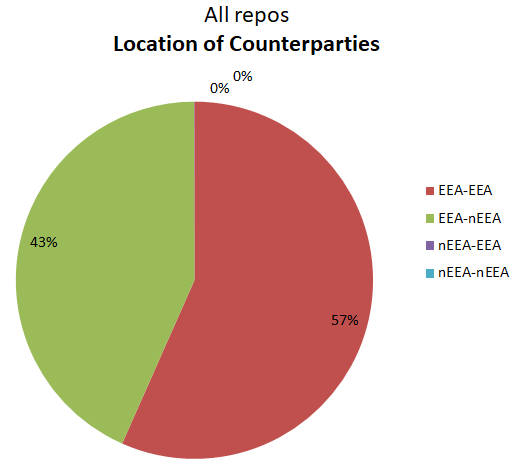 All repos
Location of Counterparties
0%
0%
EEA-EEA
EEA-nEEA
nEEA-EEA
nEEA-nEEA
43%
57%